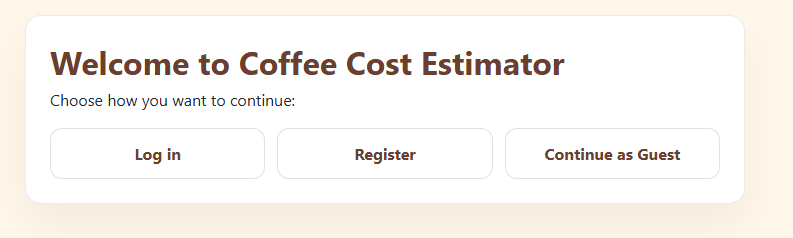 Welcome to Coffee Cost Estimator
Choose how you want to continue:
Log in
Register
Continue as Guest